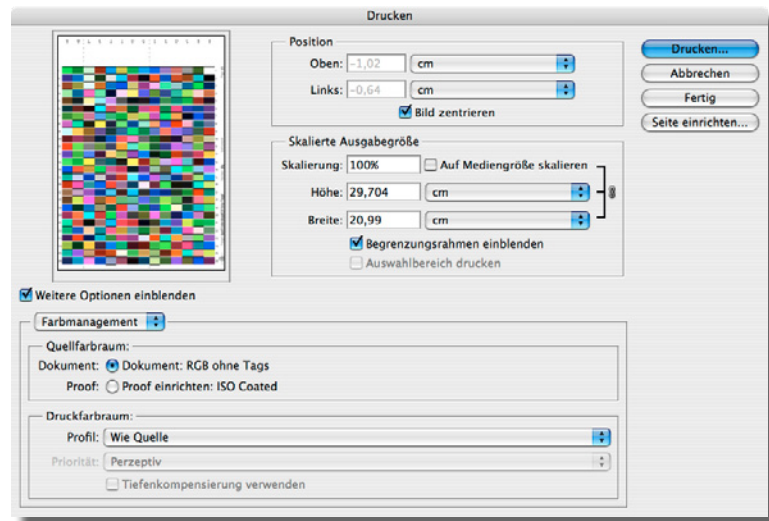 Drucken
Position
Oben: -1,02 cm
Links: -0,64 cm
Bild zentrieren
Drucken...
Abbrechen
Fertig
Seite einrichten...
Skalierte Ausgabegröße
Skalierung: 100% Auf Mediengröße skalieren
Höhe: 29,704 cm
Breite: 20,99 cm
Begrenzungsrahmen einblenden
Auswahlbereich drucken
Weitere Optionen einblenden
Farbmanagement
Quellfarbraum:
Dokument: Dokument: RGB ohne Tags
Proof: Proof einrichten: ISO Coated
Druckfarbraum:
Profil: Wie Quelle
Priorität: Perzeptiv
Tiefenkompensierung verwenden